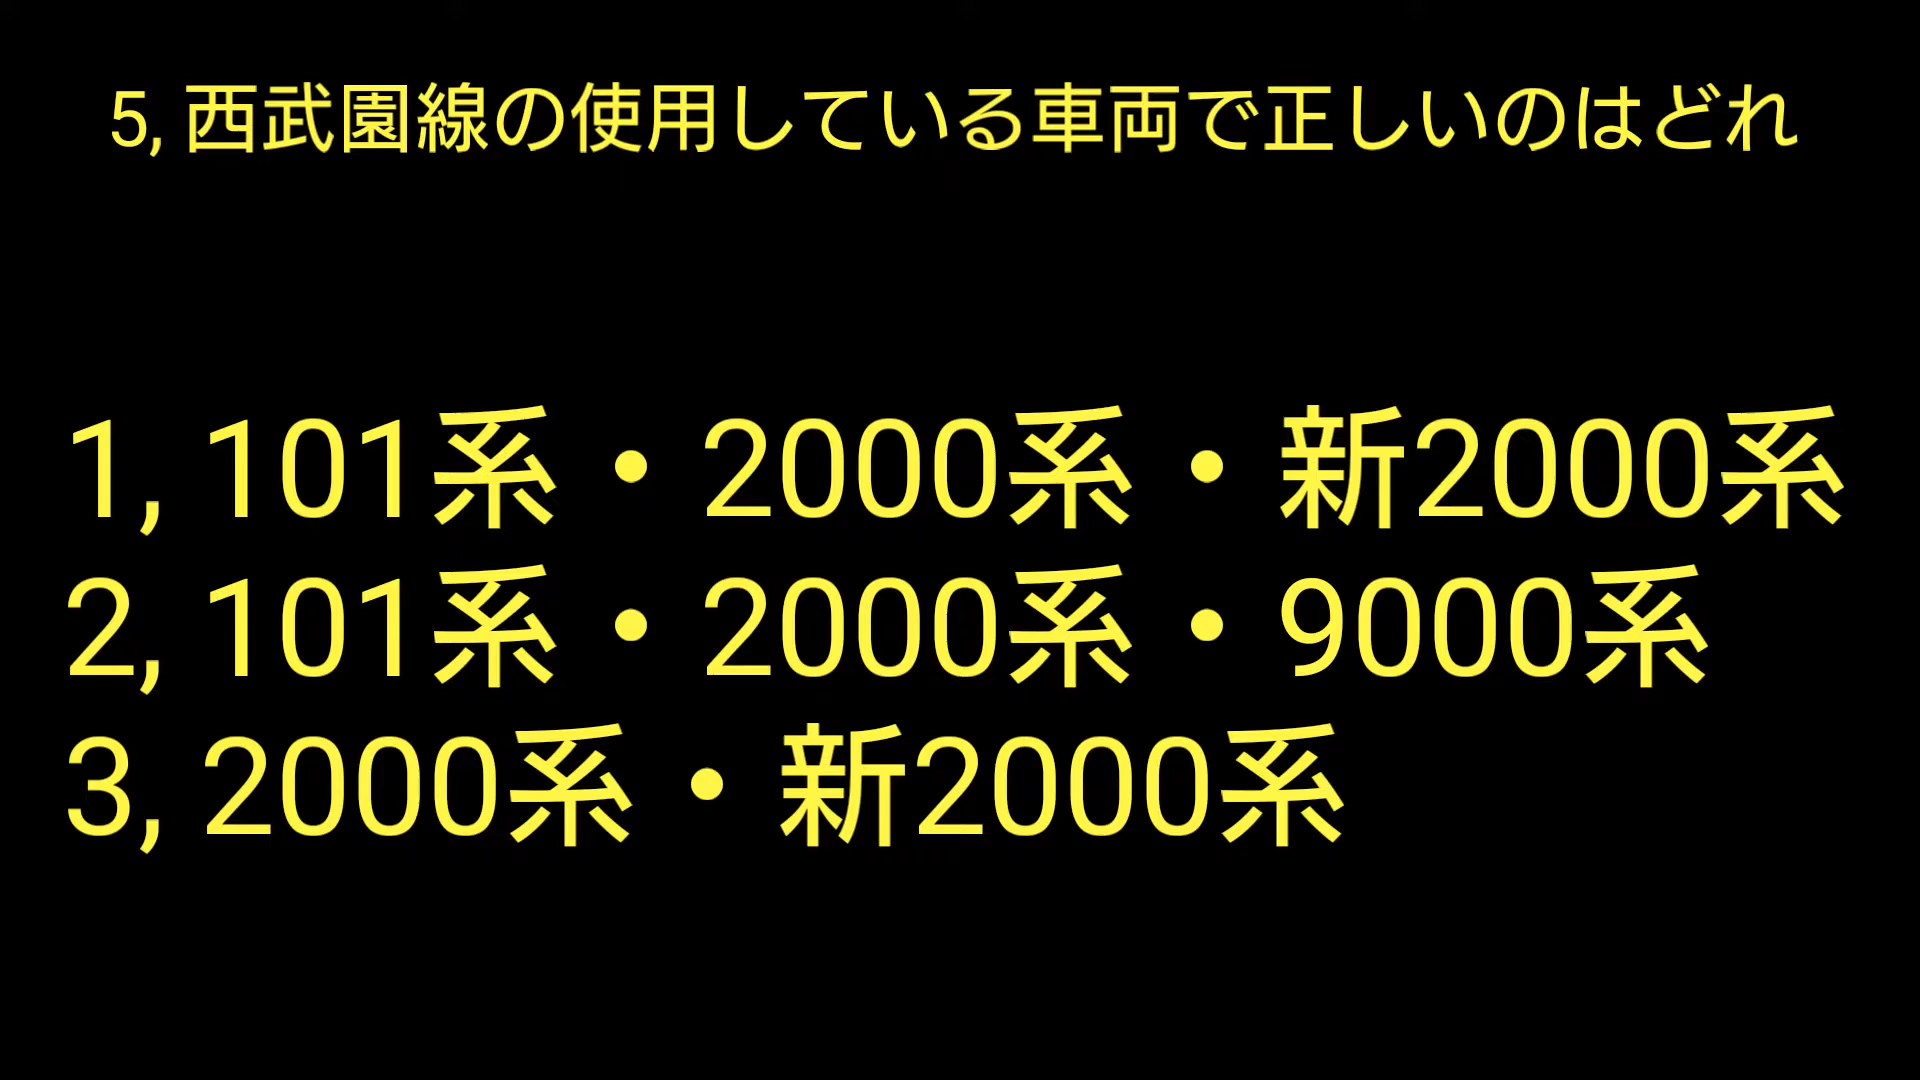 5, 西武園線の使用している車両で正しいのはどれ
1, 101系・2000系・新2000系
2, 101系・2000系・9000系
3, 2000系・新2000系